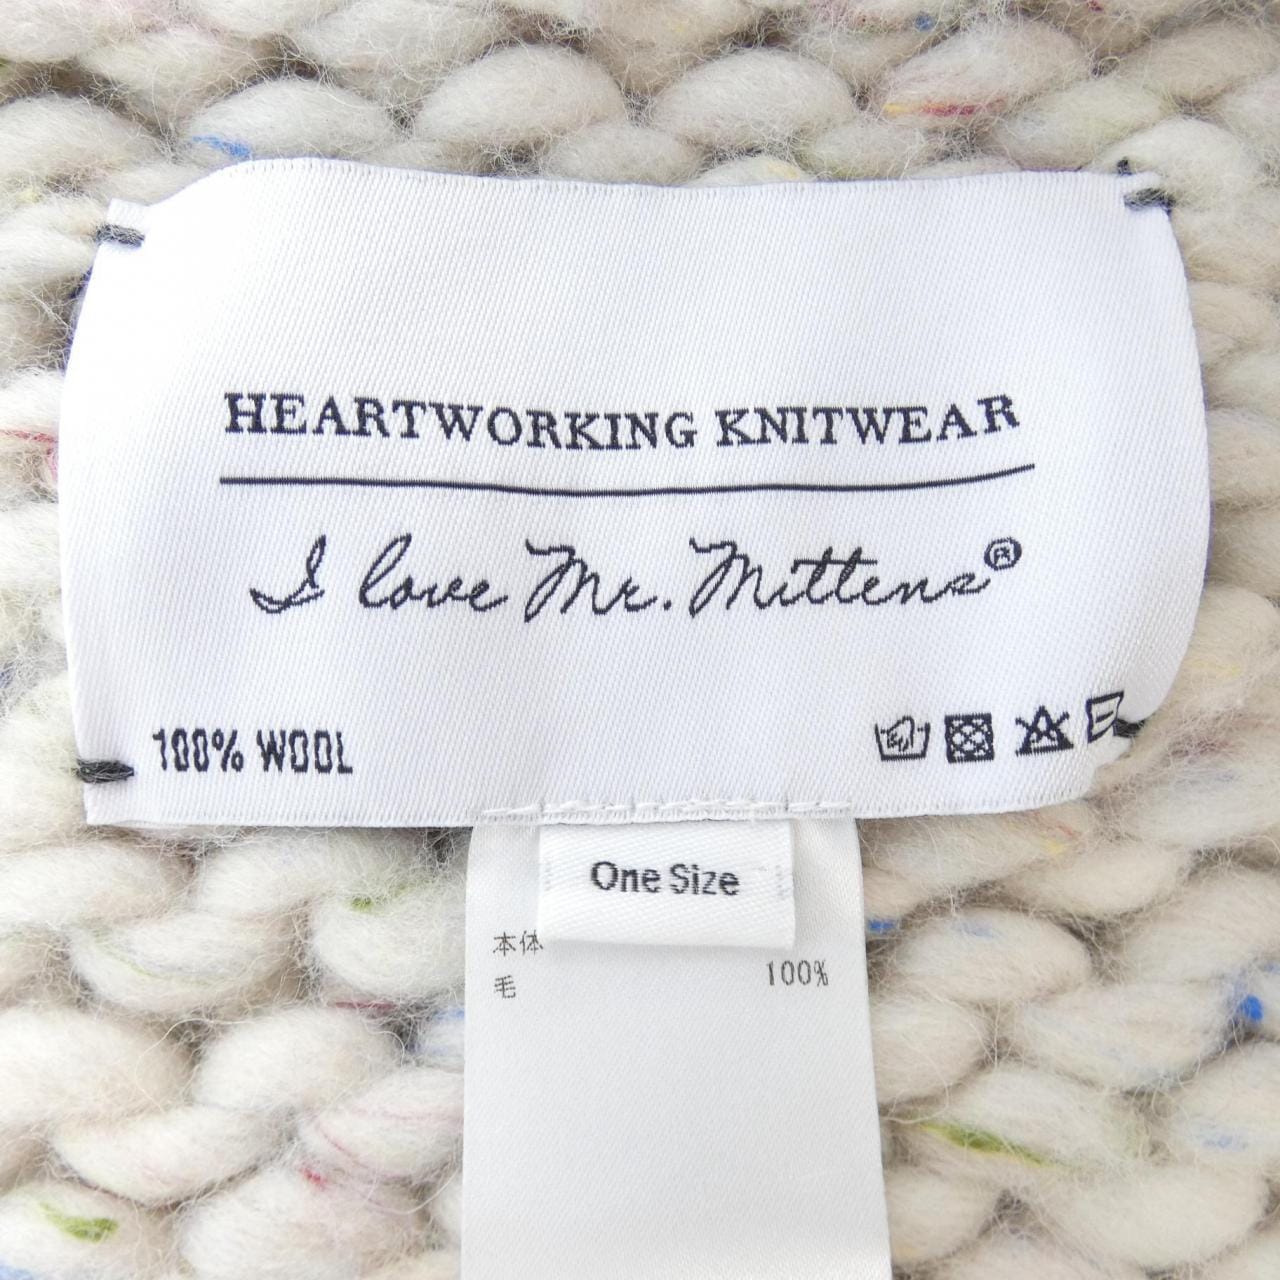 HEARTWORKING KNITWEAR
I love Mr. Mittens®
100% WOOL
One Size
本体
毛 100%